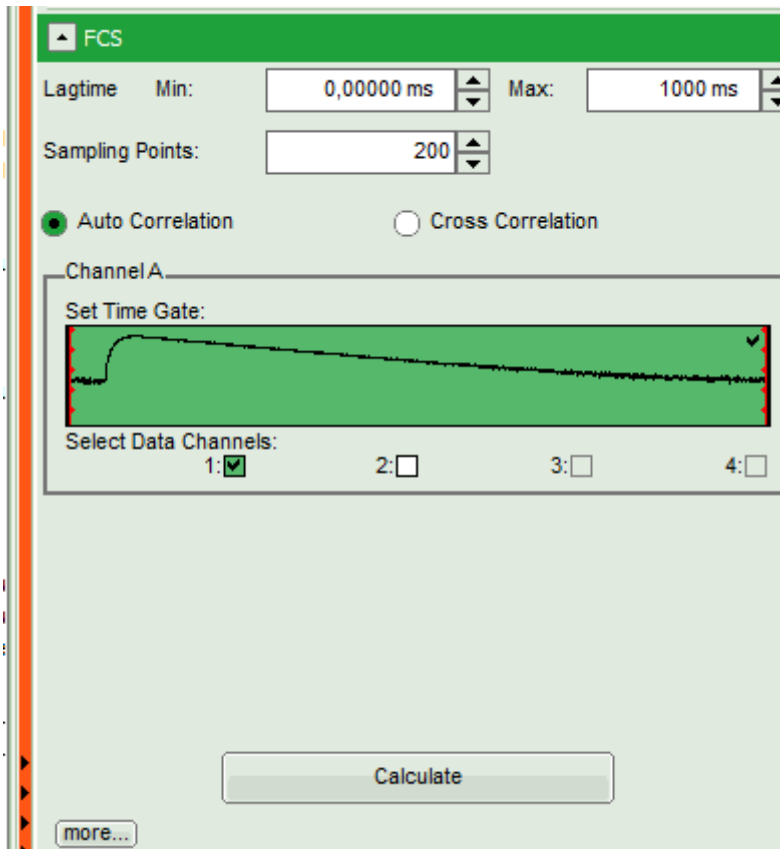 FCS
Lagtime Min: 0,00000 ms Max: 1000 ms
Sampling Points: 200
Auto Correlation Cross Correlation
Channel A
Set Time Gate:
Select Data Channels:
1: 2: 3: 4:
Calculate
more...